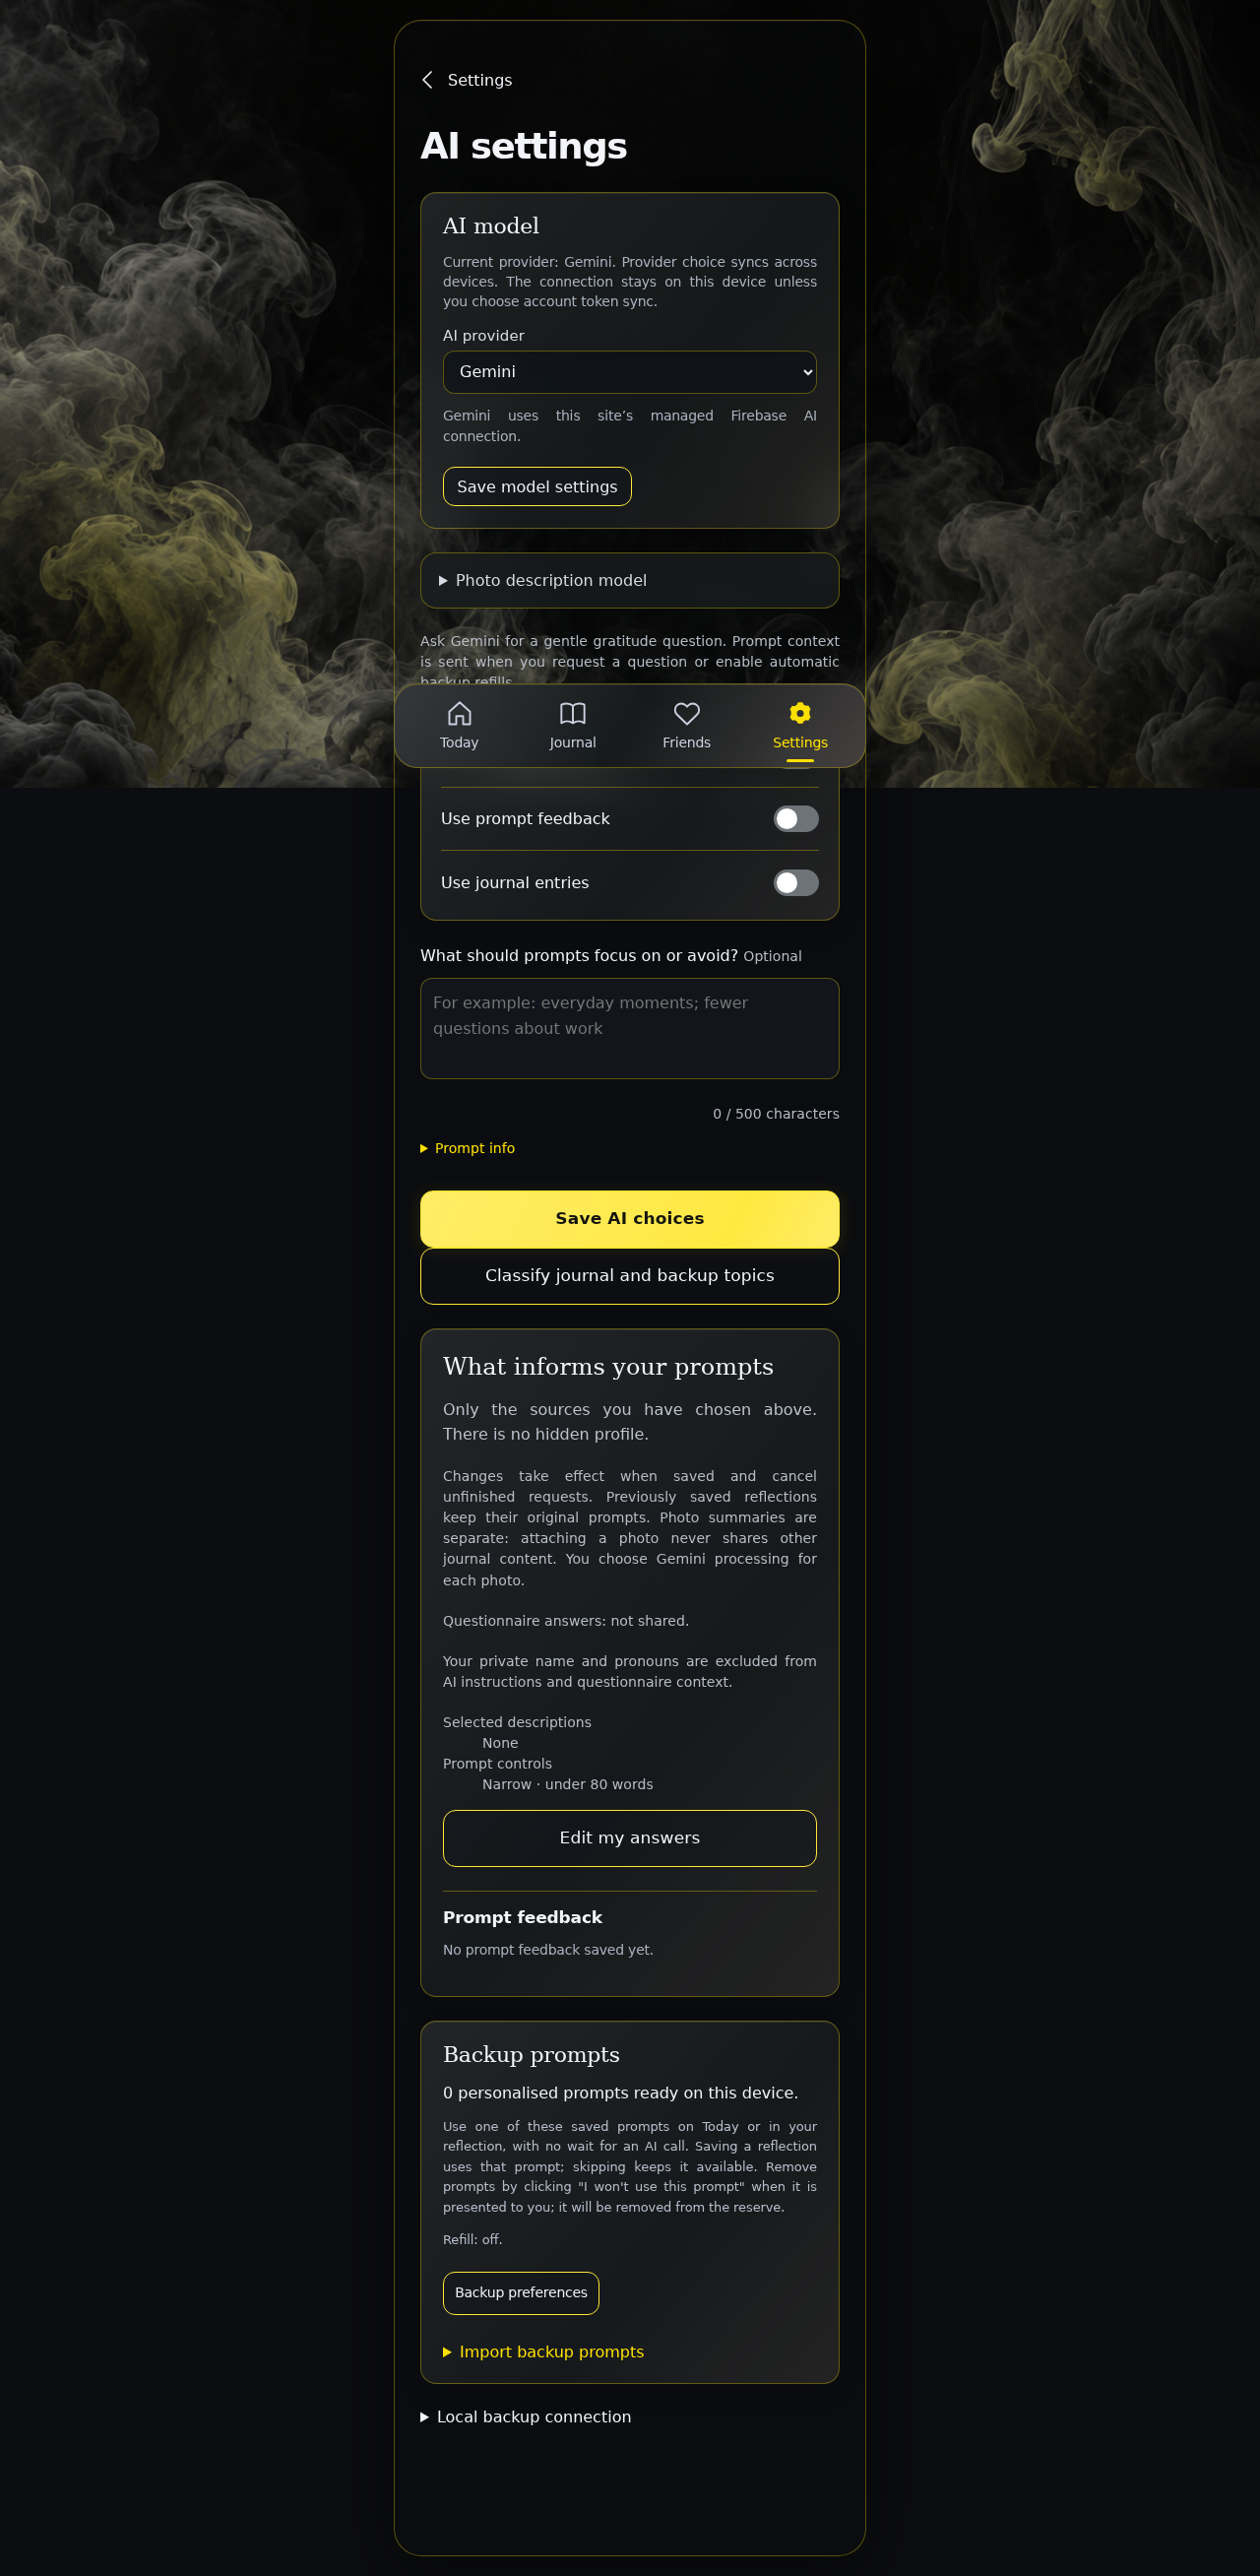 Settings
AI settings
AI model
Current provider: Gemini. Provider choice syncs across
devices. The connection stays on this device unless
you choose account token sync.
AI provider
Gemini
Gemini uses this site’s managed Firebase AI
connection.
Save model settings
Photo description model
Ask Gemini for a gentle gratitude question. Prompt context
is sent when you request a question or enable automatic
backup refills.
Today
Journal
Friends
Settings
Use prompt feedback
Use journal entries
What should prompts focus on or avoid? Optional
For example: everyday moments; fewer
questions about work
0 / 500 characters
Prompt info
Save AI choices
Classify journal and backup topics
What informs your prompts
Only the sources you have chosen above.
There is no hidden profile.
Changes take effect when saved and cancel
unfinished requests. Previously saved reflections
keep their original prompts. Photo summaries are
separate: attaching a photo never shares other
journal content. You choose Gemini processing for
each photo.
Questionnaire answers: not shared.
Your private name and pronouns are excluded from
AI instructions and questionnaire context.
Selected descriptions
None
Prompt controls
Narrow · under 80 words
Edit my answers
Prompt feedback
No prompt feedback saved yet.
Backup prompts
0 personalised prompts ready on this device.
Use one of these saved prompts on Today or in your
reflection, with no wait for an AI call. Saving a reflection
uses that prompt; skipping keeps it available. Remove
prompts by clicking "I won't use this prompt" when it is
presented to you; it will be removed from the reserve.
Refill: off.
Backup preferences
Import backup prompts
Local backup connection